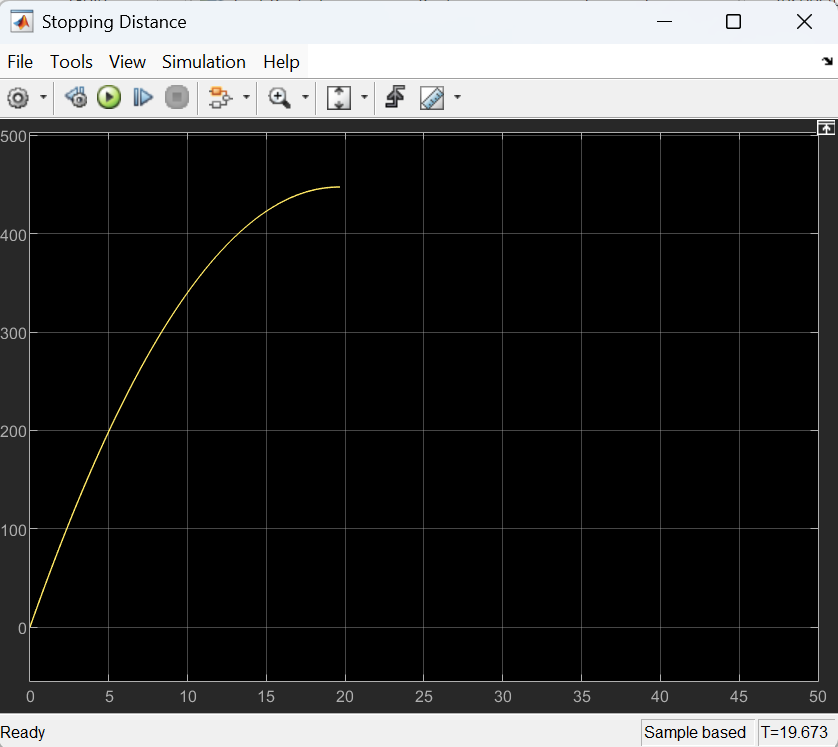 Stopping Distance
File Tools View Simulation Help
500
400
300
200
100
0
0 5 10 15 20 25 30 35 40 45 50
Ready Sample based T=19.673